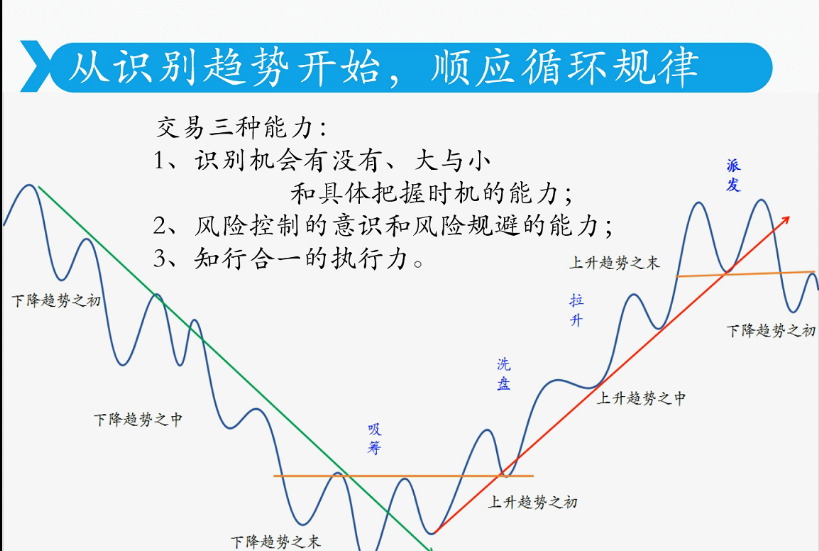 从识别趋势开始，顺应循环规律
交易三种能力：
1、识别机会有没有、大与小
和具体把握时机的能力；
2、风险控制的意识和风险规避的能力；
3、知行合一的执行力。
派
发
上升趋势之末
下降趋势之初
拉
升
下降趋势之初
洗
盘
上升趋势之中
下降趋势之中
吸
筹
上升趋势之初
下降趋势之末